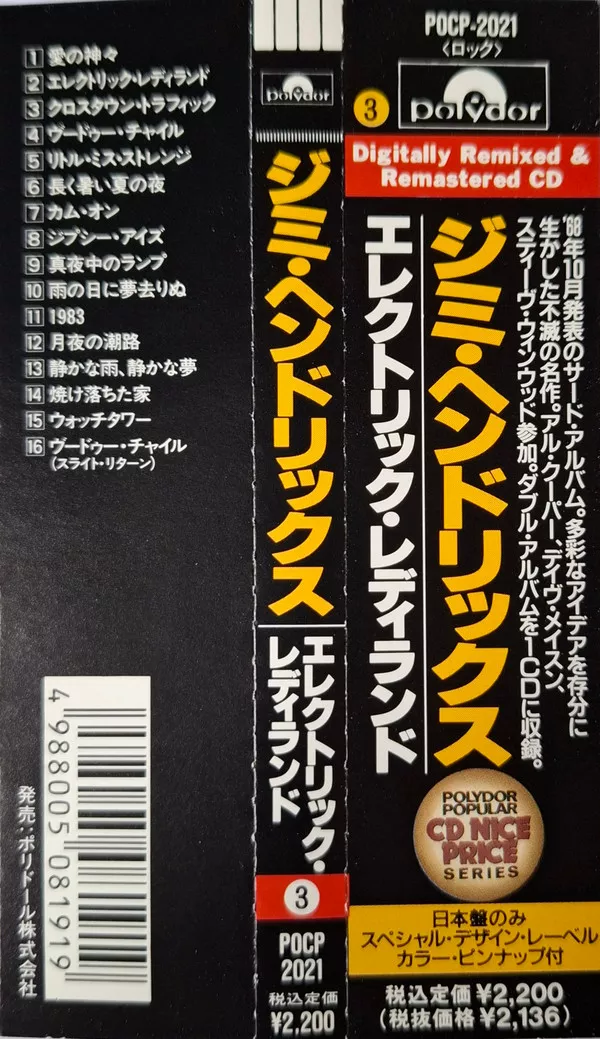 1 愛の神々
2 エレクトリック・レディランド
3 クロスタウン・トラフィック
4 ヴードゥー・チャイル
5 リトル・ミス・ストレンジ
6 長く暑い夏の夜
7 カム・オン
8 ジプシー・アイズ
9 真夜中のランプ
10 雨の日に夢去りぬ
11 1983
12 月夜の潮路
13 静かな雨、静かな夢
14 焼け落ちた家
15 ウォッチタワー
16 ヴードゥー・チャイル
(スライト・リターン)
4 988005 081919
発売:ポリドール株式会社
polydor
ジミ・ヘンドリックス
エレクトリック・
レディランド
3
POCP
2021
税込定価
¥2,200
POCP-2021
〈ロック〉
3
polydor
Digitally Remixed &
Remastered CD
'68年10月発表のサード・アルバム。多彩なアイデアを存分に
生かした不滅の名作。アル・クーパー、デイヴ・メイスン、
スティーヴ・ウィンウッド参加。ダブル・アルバムを1CDに収録。
ジミ・ヘンドリックス
エレクトリック・レディランド
POLYDOR
POPULAR
CD NICE
PRICE
SERIES
日本盤のみ
スペシャル・デザイン・レーベル
カラー・ピンナップ付
税込定価¥2,200
(税抜価格¥2,136)